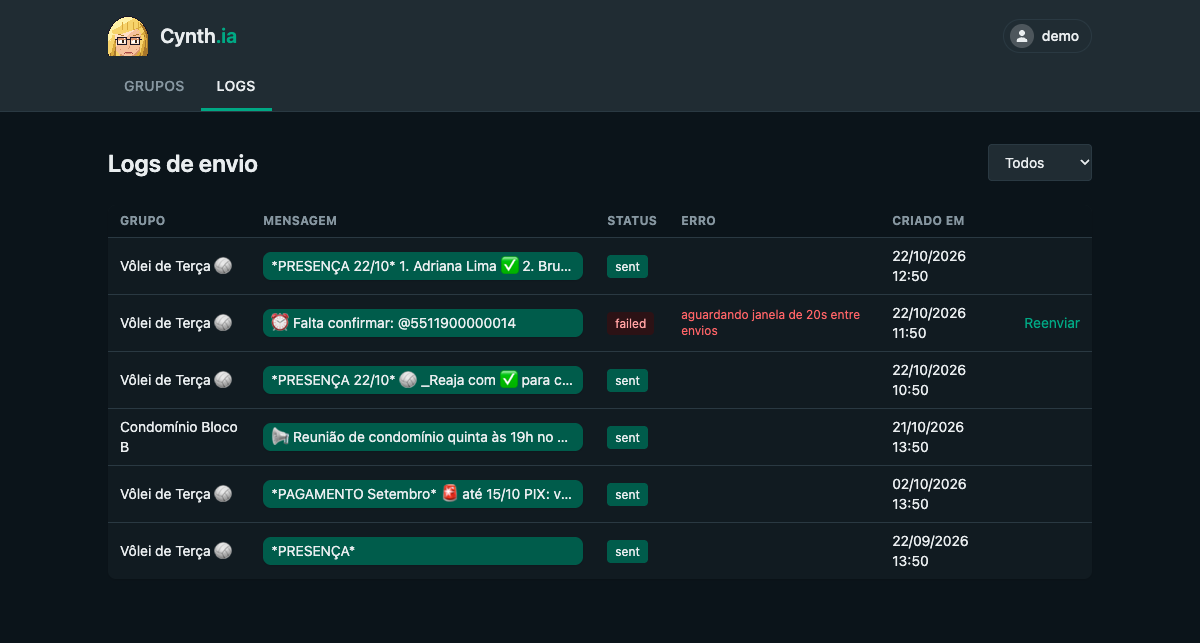 Cynth.ia
demo
GRUPOS LOGS
Logs de envio
Todos
GRUPO MENSAGEM STATUS ERRO CRIADO EM
Vôlei de Terça 🏐 *PRESENÇA 22/10* 1. Adriana Lima ✅ 2. Bru... sent 22/10/2026
12:50
Vôlei de Terça 🏐 ⏰ Falta confirmar: @5511900000014 failed aguardando janela de 20s entre
envios 22/10/2026
11:50 Reenviar
Vôlei de Terça 🏐 *PRESENÇA 22/10* 🏐 _Reaja com ✅ para c... sent 22/10/2026
10:50
Condomínio Bloco
B 📢 Reunião de condomínio quinta às 19h no ... sent 21/10/2026
13:50
Vôlei de Terça 🏐 *PAGAMENTO Setembro* 🚨 até 15/10 PIX: v... sent 02/10/2026
13:50
Vôlei de Terça 🏐 *PRESENÇA* sent 22/09/2026
13:50